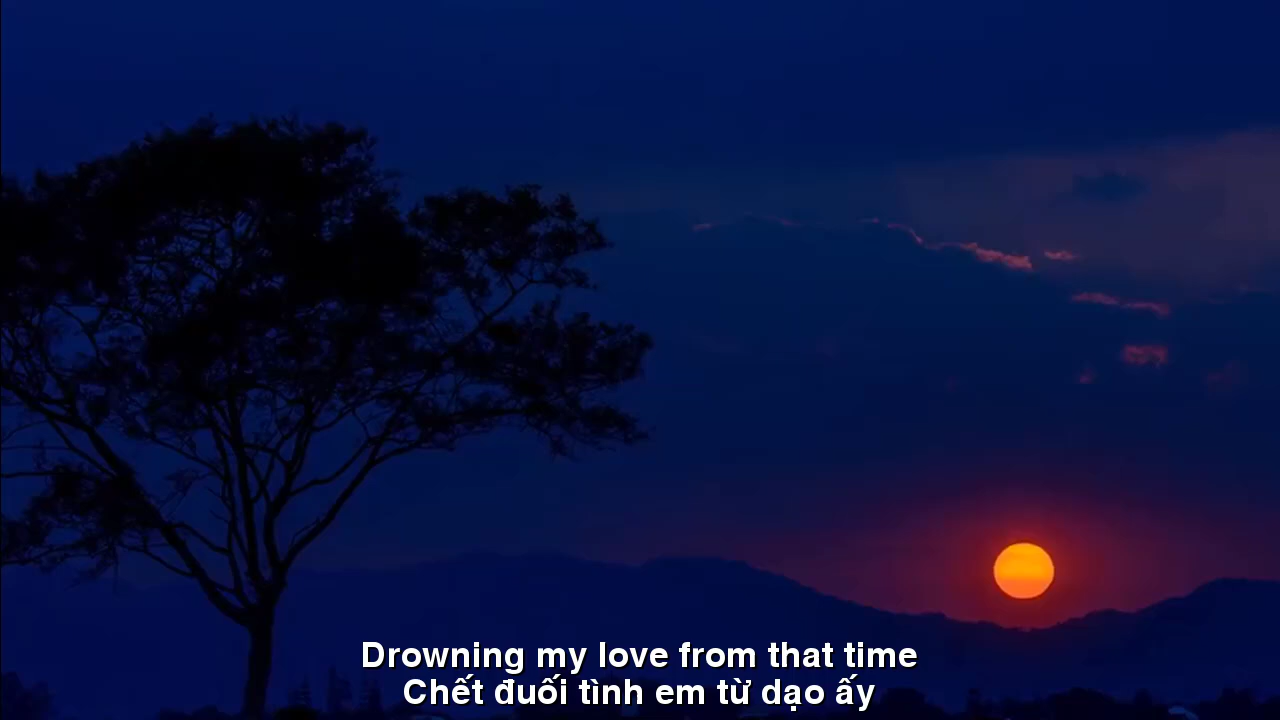 Drowning my love from that time
Chết đuối tình em từ dạo ấy